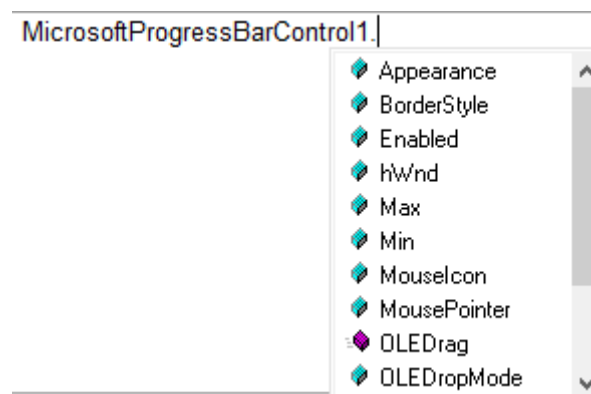 MicrosoftProgressBarControl1.
Appearance
BorderStyle
Enabled
hWnd
Max
Min
MouseIcon
MousePointer
OLEDrag
OLEDropMode